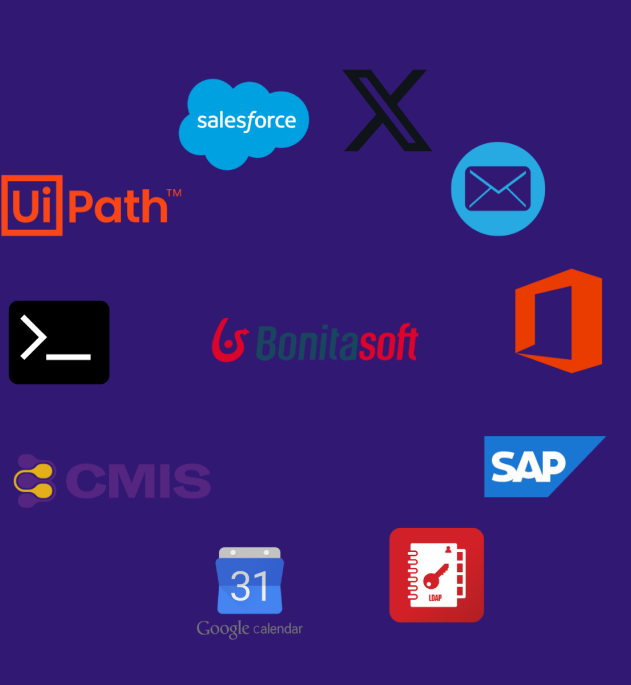 salesforce
X
UiPath™
>_
Bonitasoft
CMIS
SAP
LDAP
31
Google calendar